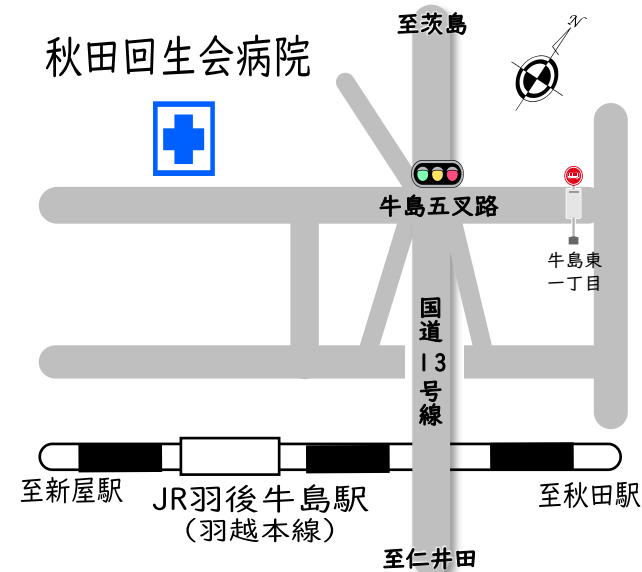 至茨島
N
秋田回生会病院
牛島五叉路
牛島東
一丁目
国道13号線
至新屋駅
JR羽後牛島駅
（羽越本線）
至秋田駅
至仁井田